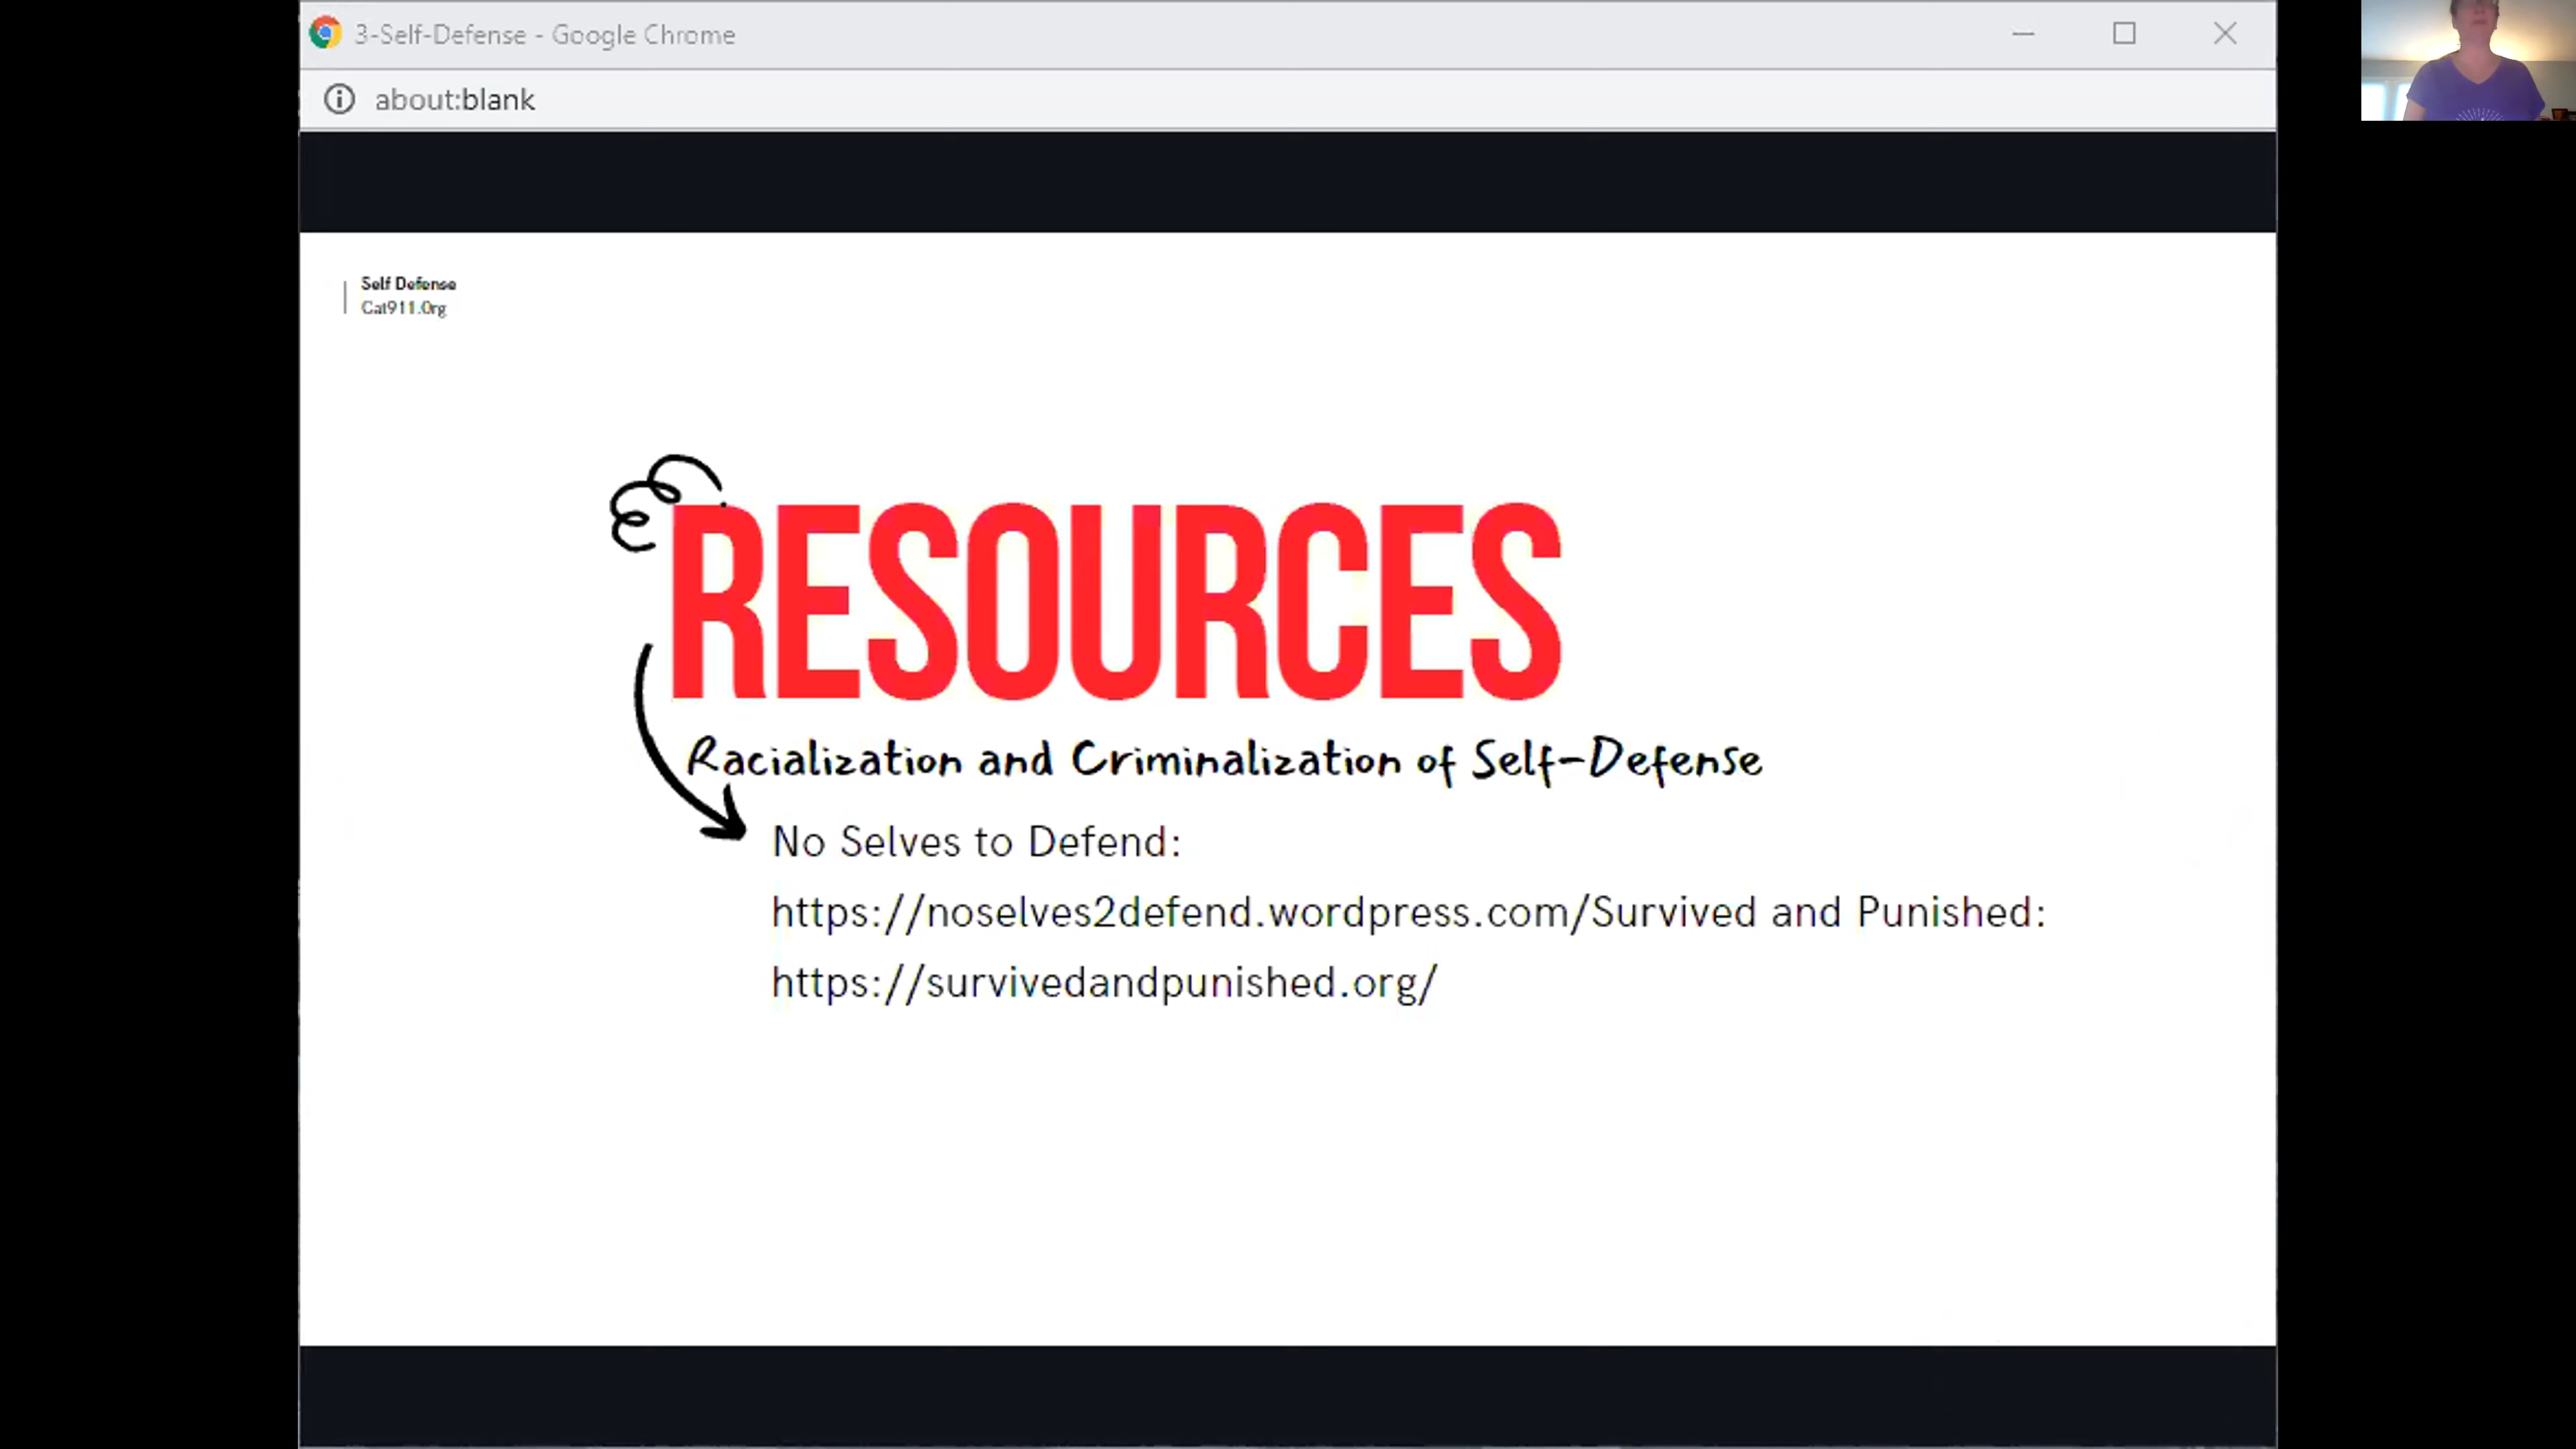 3-Self-Defense - Google Chrome
about:blank
Self Defense
Cat911.Org
RESOURCES
Racialization and Criminalization of Self-Defense
No Selves to Defend:
https://noselves2defend.wordpress.com/Survived and Punished:
https://survivedandpunished.org/